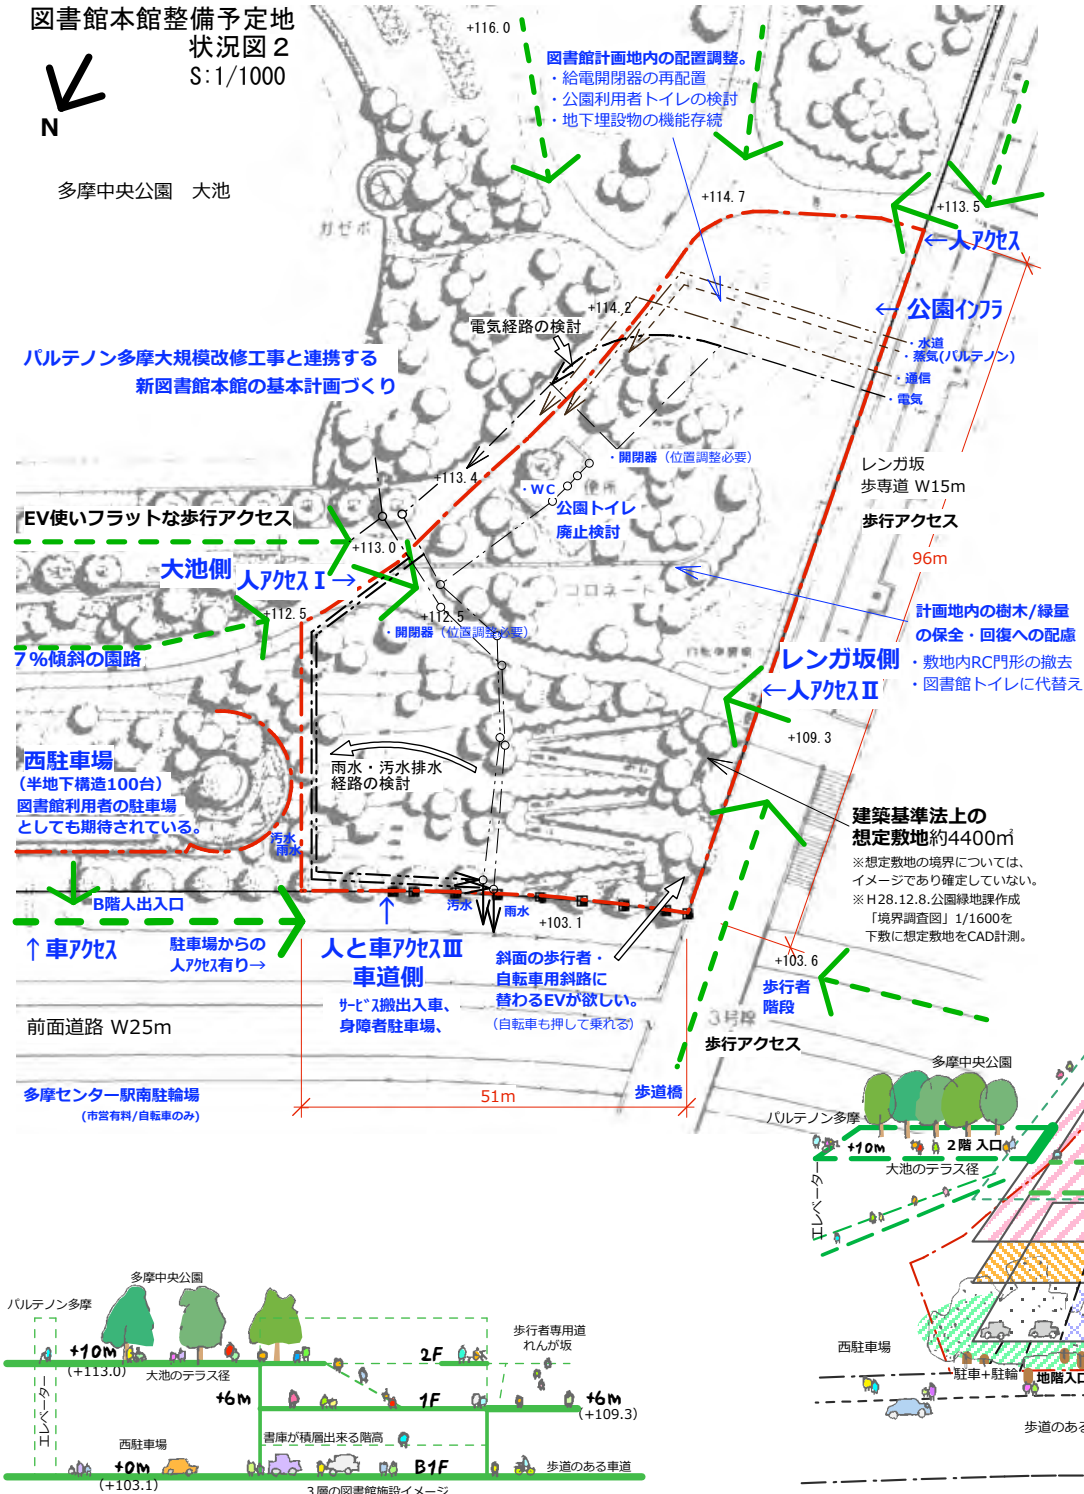 図書館本館整備予定地
状況図２
S:1/1000
N
多摩中央公園　大池
+116.0
図書館計画地内の配置調整。
・給電開閉器の再配置
・公園利用者トイレの検討
・地下埋設物の機能存続
+114.7
+113.5
←人アクセス
ガゼボ
←公園インフラ
+114.2
電気経路の検討
・水道
・蒸気(パルテノン)
・通信
・電気
パルテノン多摩大規模改修工事と連携する
新図書館本館の基本計画づくり
・開閉器（位置調整必要）
レンガ坂
歩専道 W15m
+113.4
・WC
便所
公園トイレ
廃止検討
歩行アクセス
EV使いフラットな歩行アクセス
+113.0
96m
大池側
人アクセスⅠ→
コロネード
+112.5
+112.5
計画地内の樹木/緑量
の保全・回復への配慮
・開閉器（位置調整必要）
7%傾斜の園路
レンガ坂側
←人アクセスⅡ
・敷地内RC門形の撤去
・図書館トイレに代替え
+109.3
西駐車場
(半地下構造100台)
図書館利用者の駐車場
としても期待されている。
雨水・汚水排水
経路の検討
建築基準法上の
想定敷地約4400㎡
※想定敷地の境界については、
イメージであり確定していない。
※H28.12.8.公園緑地課作成
「境界調査図」1/1600を
下敷に想定敷地をCAD計測。
汚水
雨水
B階人出入口
汚水
雨水
+103.1
↑車アクセス
駐車場からの
人アクセス有り→
人と車アクセスⅢ
車道側
斜面の歩行者・
自転車用斜路に
替わるEVが欲しい。
(自転車も押して乗れる)
+103.6
歩行者
階段
サービス搬出入車、
身障者駐車場、
前面道路 W25m
3号線
歩行アクセス
多摩センター駅南駐輪場
(市営有料/自転車のみ)
51m
歩道橋
多摩中央公園
パルテノン多摩
+10m
2階 入口
大池のテラス径
エレベーター
西駐車場
駐車+駐輪
地階入口
歩道のある
多摩中央公園
パルテノン多摩
+10m
(+113.0)
大池のテラス径
2F
歩行者専用道
れんが坂
エレベーター
+6m
1F
+6m
(+109.3)
書庫が積層出来る階高
西駐車場
+0m
(+103.1)
B1F
歩道のある車道
3層の図書館施設イメージ